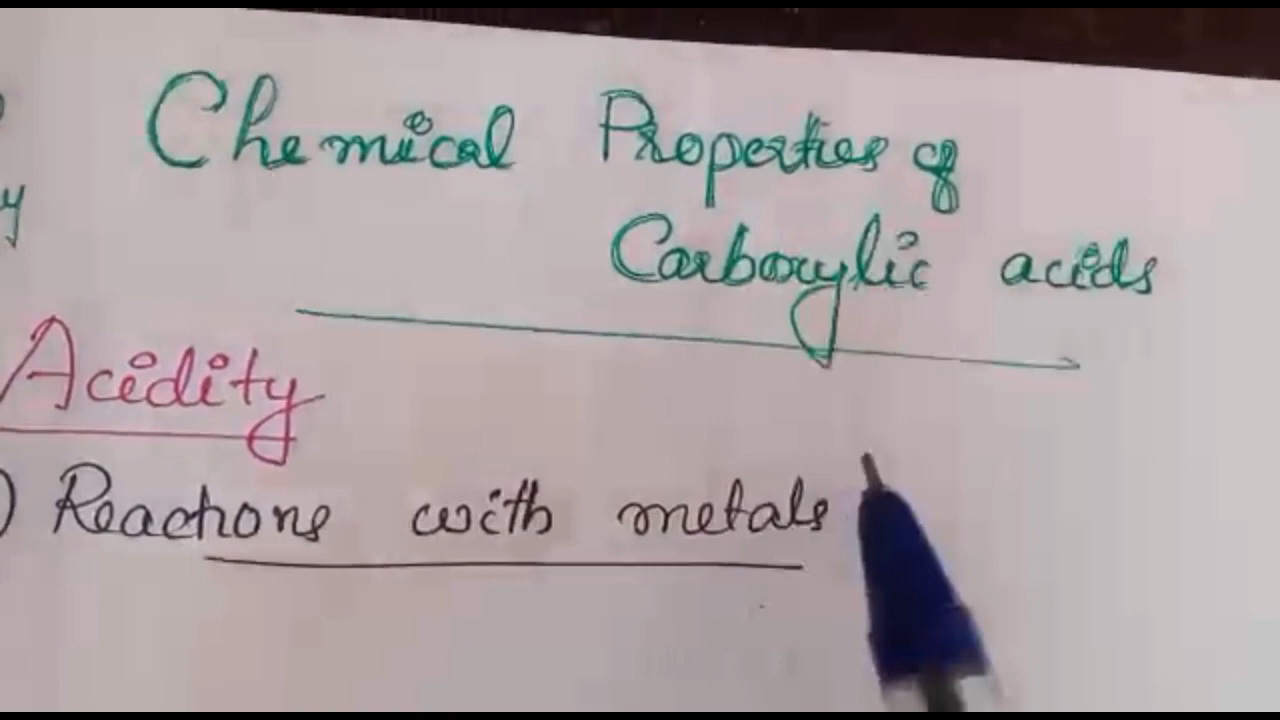 Chemical Properties of
Carboxylic acids
Acidity
) Reactions with metals